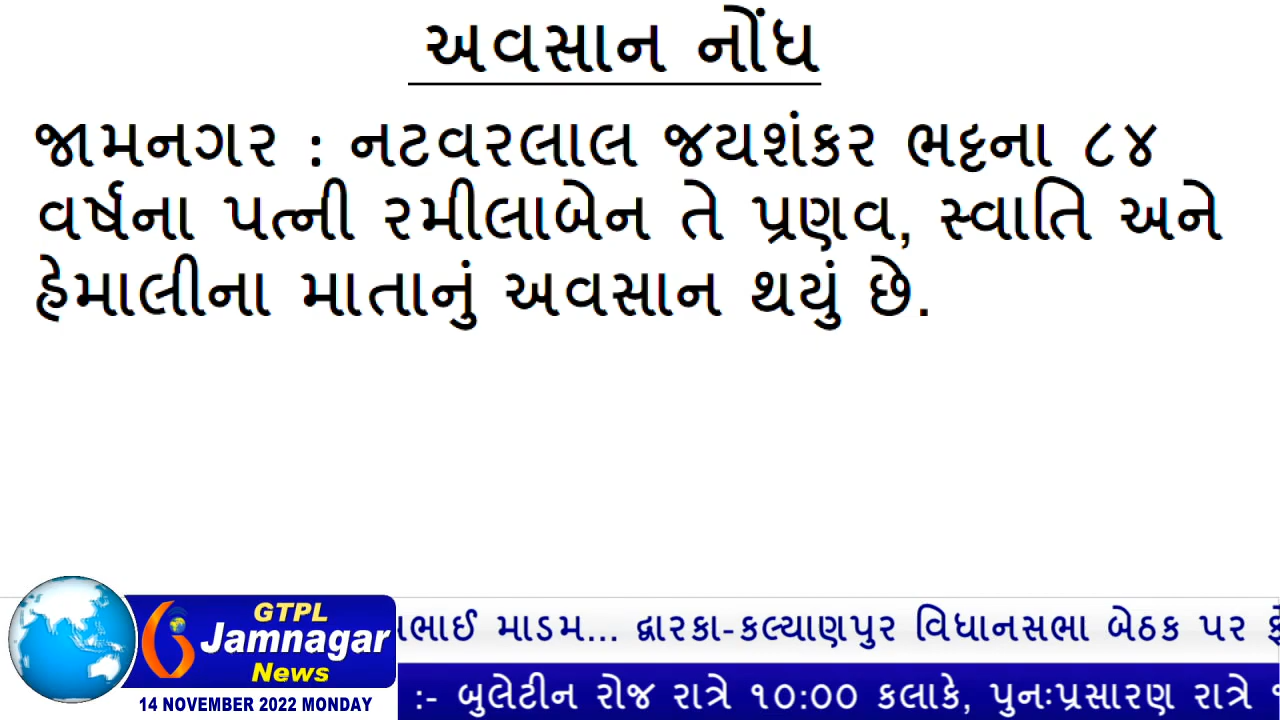 અવસાન નોંધ
જામનગર : નટવરલાલ જયશંકર ભટ્ટના ૮૪
વર્ષના પત્ની રમીલાબેન તે પ્રણવ, સ્વાતિ અને
હેમાલીના માતાનું અવસાન થયું છે.
GTPL
Jamnagar
News
14 NOVEMBER 2022 MONDAY
માડમ... દ્વારકા-કલ્યાણપુર વિધાનસભા બેઠક પર
:- બુલેટીન રોજ રાત્રે ૧૦:૦૦ કલાકે, પુનઃપ્રસારણ રાત્રે